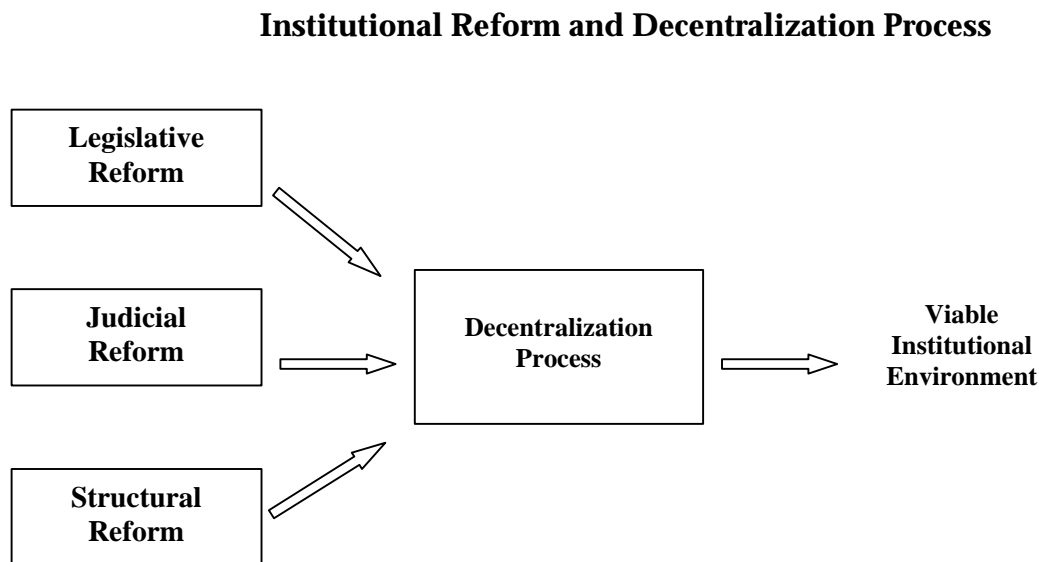 Institutional Reform and Decentralization Process
Legislative
Reform
Judicial
Reform
Structural
Reform
Decentralization
Process
Viable
Institutional
Environment